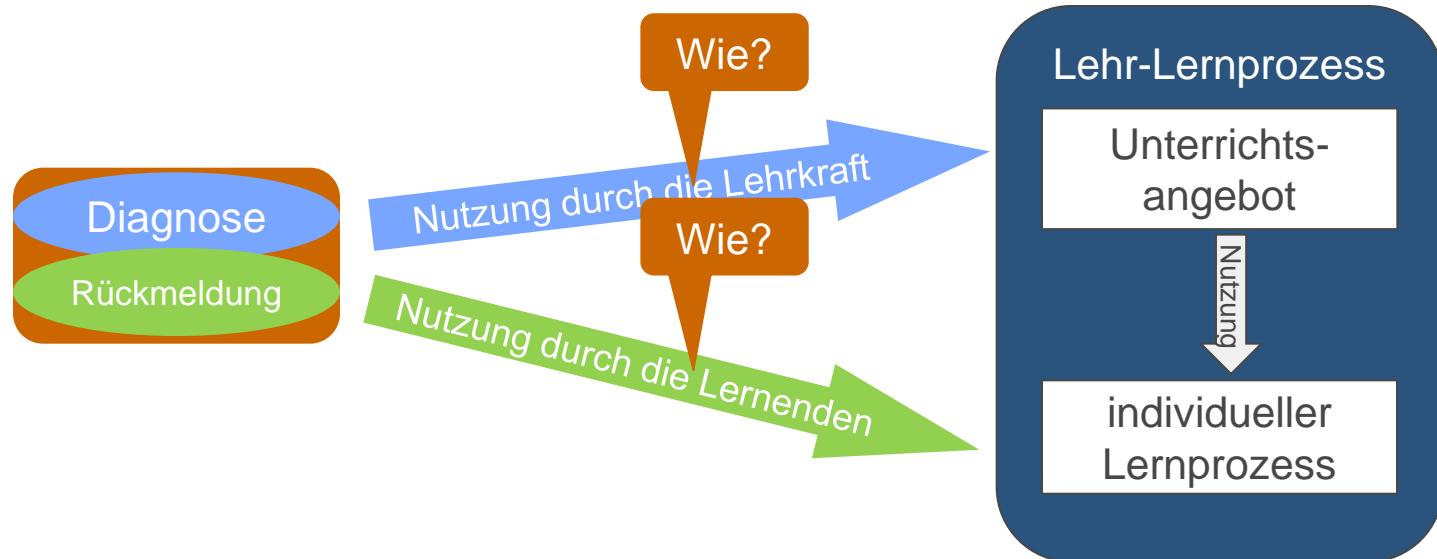 Diagnose
Rückmeldung
Wie?
Nutzung durch die Lehrkraft
Wie?
Nutzung durch die Lernenden
Lehr-Lernprozess
Unterrichts-
angebot
Nutzung
individueller
Lernprozess